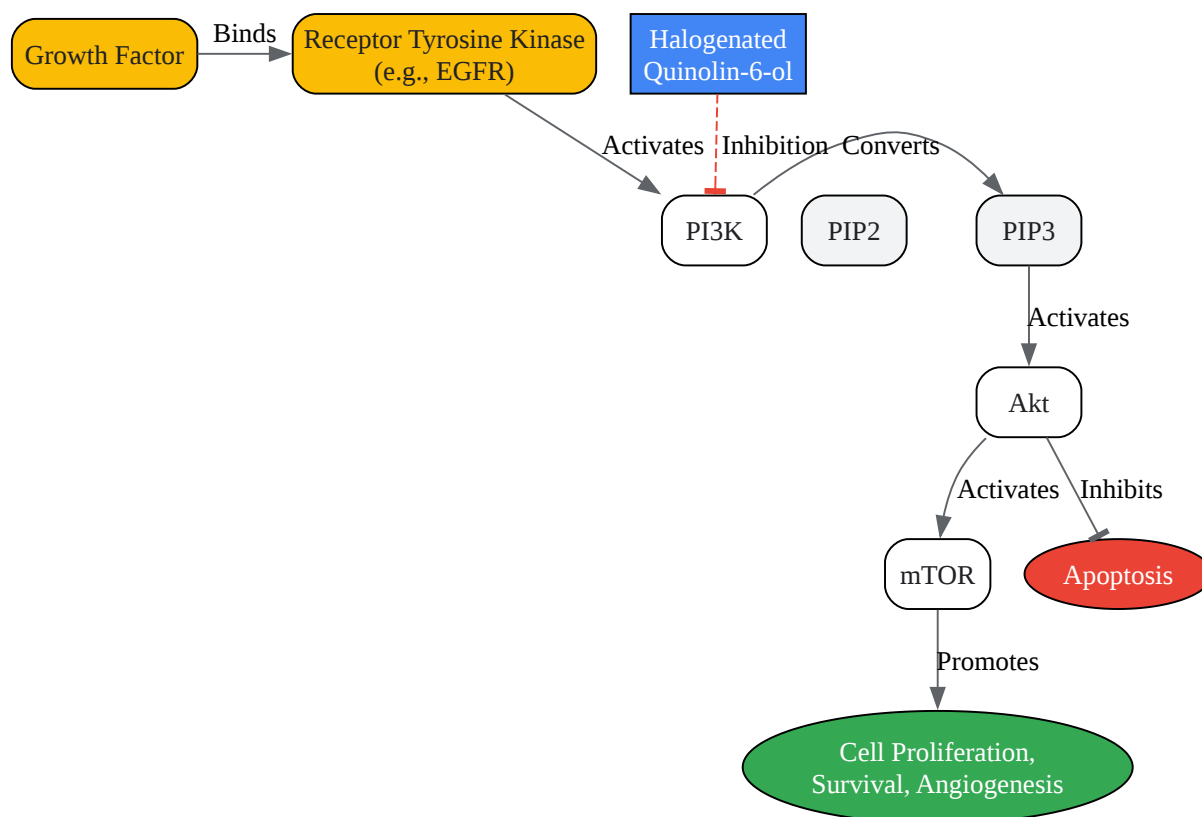 Growth Factor
Binds
Receptor Tyrosine Kinase
(e.g., EGFR)
Halogenated
Quinolin-6-ol
Activates
Inhibition
Converts
PI3K
PIP2
PIP3
Activates
Akt
Activates
Inhibits
mTOR
Apoptosis
Promotes
Cell Proliferation,
Survival, Angiogenesis